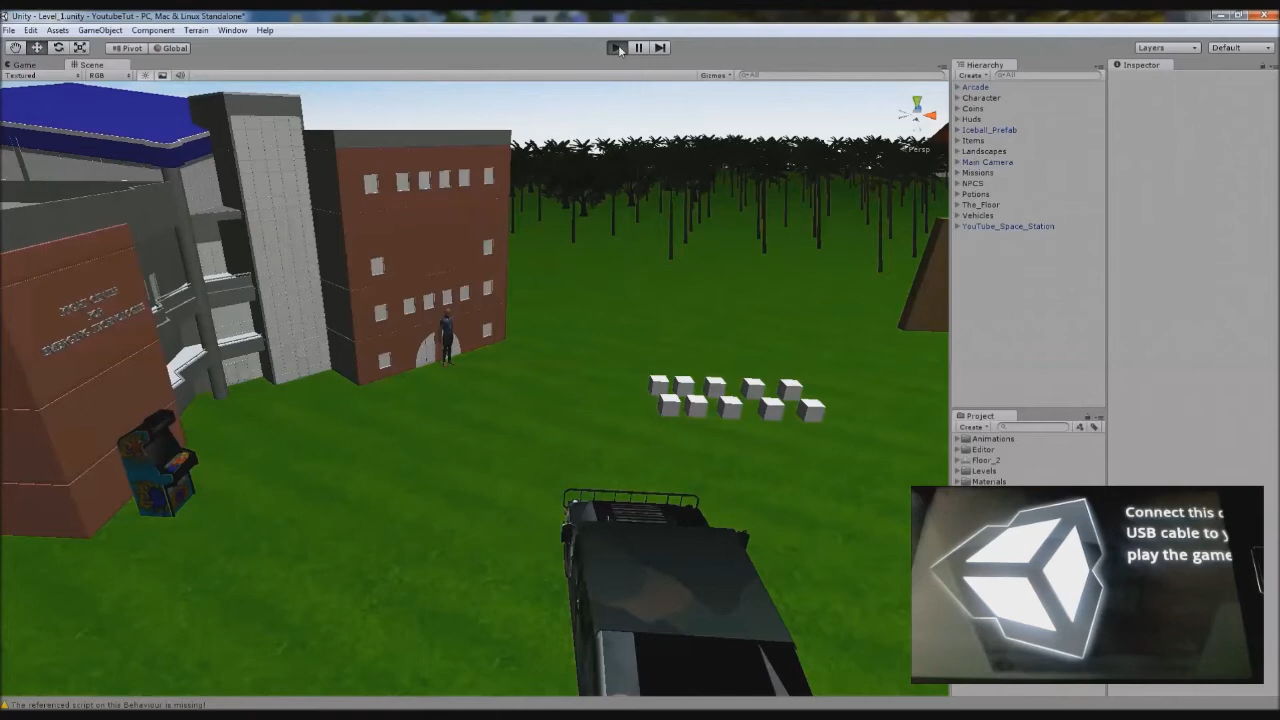 Unity - Level_1.unity - YoutubeTut - PC, Mac & Linux Standalone*
File Edit Assets GameObject Component Terrain Window Help
Pivot Global Layers Default
Game Scene
Textured RGB Gizmos All
Persp
Hierarchy
Create All
Arcade
Character
Coins
Huds
Iceball_Prefab
Items
Landscapes
Main Camera
Missions
NPCS
Potions
The_Floor
Vehicles
YouTube_Space_Station
Inspector
Project
Create
Animations
Editor
Floor_2
Levels
Materials
Connect this
USB cable to
play the game
The referenced script on this Behaviour is missing!